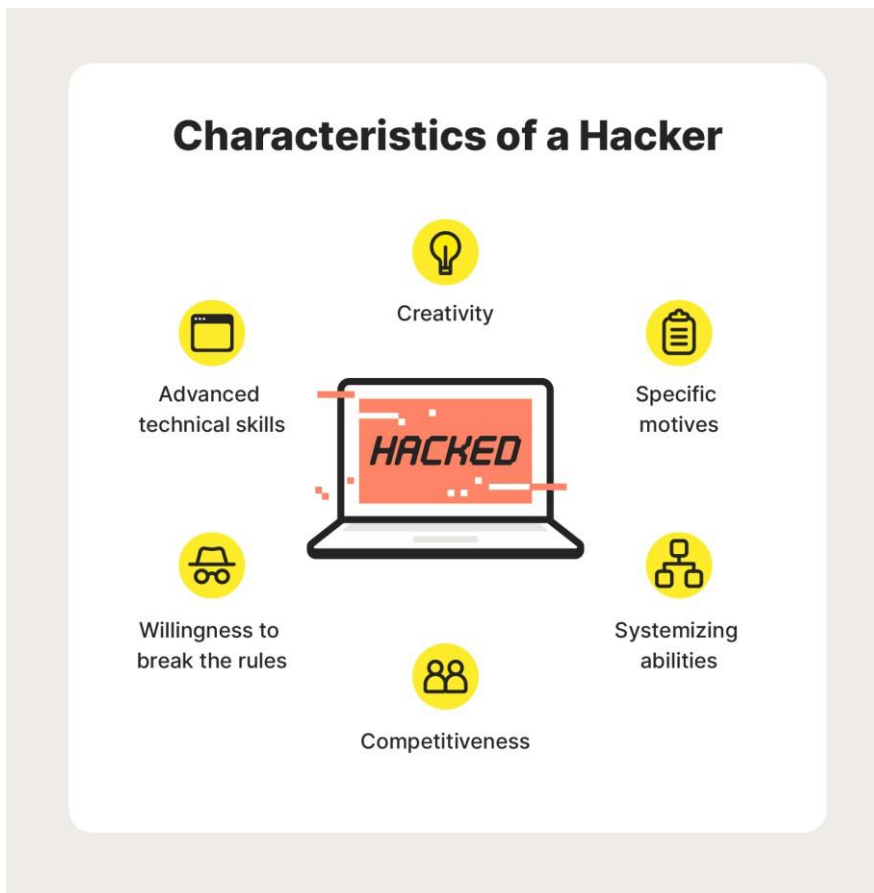 Characteristics of a Hacker
Creativity
Advanced
technical skills
Specific
motives
HACKED
Willingness to
break the rules
Systemizing
abilities
Competitiveness